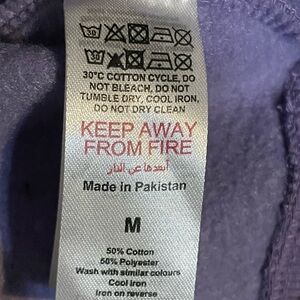 30
30
30°C COTTON CYCLE, DO
NOT BLEACH, DO NOT
TUMBLE DRY, COOL IRON,
DO NOT DRY CLEAN
KEEP AWAY
FROM FIRE
أبعدها عن النار
Made in Pakistan
M
50% Cotton
50% Polyester
Wash with similar colours
Cool iron
Iron on reverse